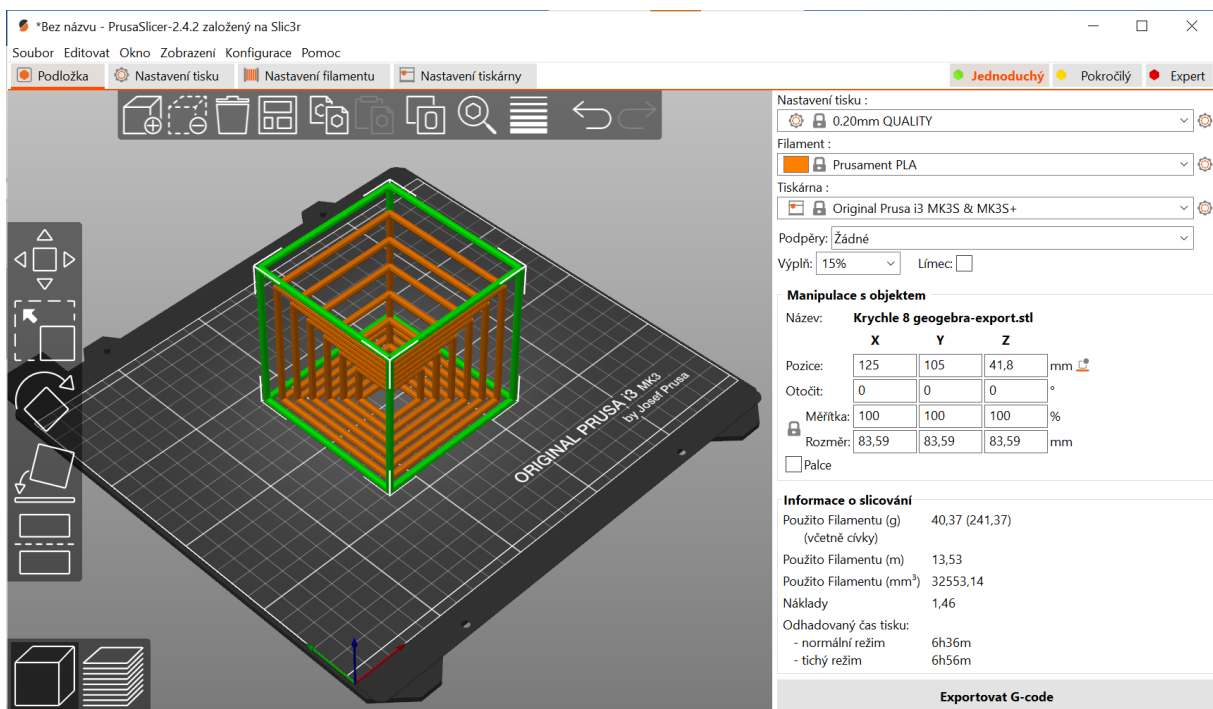 *Bez názvu - PrusaSlicer-2.4.2 založený na Slic3r
Soubor Editovat Okno Zobrazení Konfigurace Pomoc
Podložka Nastavení tisku Nastavení filamentu Nastavení tiskárny Jednoduchý Pokročilý Expert
Nastavení tisku :
0.20mm QUALITY
Filament :
Prusament PLA
Tiskárna :
Original Prusa i3 MK3S & MK3S+
Podpěry: Žádné
Výplň: 15% Límec:
Manipulace s objektem
Název: Krychle 8 geogebra-export.stl
X Y Z
Pozice: 125 105 41,8 mm
Otočit: 0 0 0 °
Měřítka: 100 100 100 %
Rozměr: 83,59 83,59 83,59 mm
Palce
Informace o slicování
Použito Filamentu (g) 40,37 (241,37)
(včetně cívky)
Použito Filamentu (m) 13,53
Použito Filamentu (mm³) 32553,14
Náklady 1,46
Odhadovaný čas tisku:
- normální režim 6h36m
- tichý režim 6h56m
Exportovat G-code
ORIGINAL PRUSA i3 MK3
by Josef Prusa